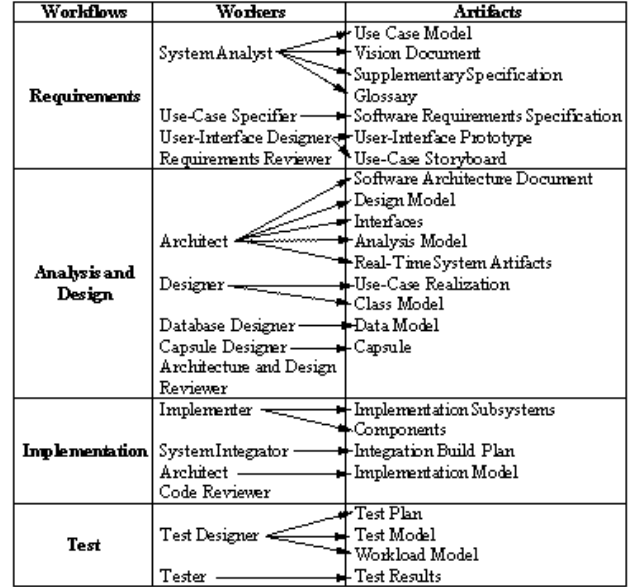 Workflows Workers Artifacts
Use Case Model
System Analyst Vision Document
Supplementary Specification
Requirements Glossary
Use-Case Specifier Software Requirements Specification
User-Interface Designer User-Interface Prototype
Requirements Reviewer Use-Case Storyboard
Software Architecture Document
Design Model
Interfaces
Architect Analysis Model
Real-Time System Artifacts
Analysis and
Design
Designer Use-Case Realization
Class Model
Database Designer Data Model
Capsule Designer Capsule
Architecture and Design
Reviewer
Implementer Implementation Subsystems
Components
Implementation System Integrator Integration Build Plan
Architect Implementation Model
Code Reviewer
Test Plan
Test Test Designer Test Model
Workload Model
Tester Test Results